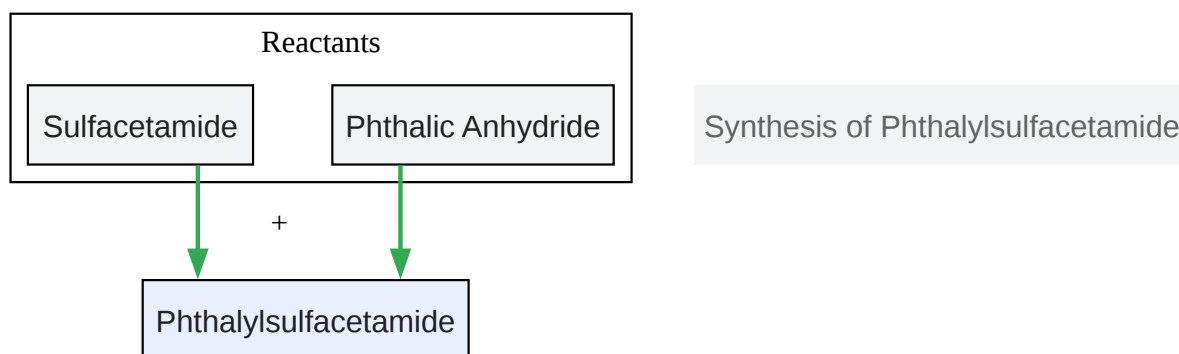 Reactants
Sulfacetamide
Phthalic Anhydride
Synthesis of Phthalylsulfacetamide
+
Phthalylsulfacetamide